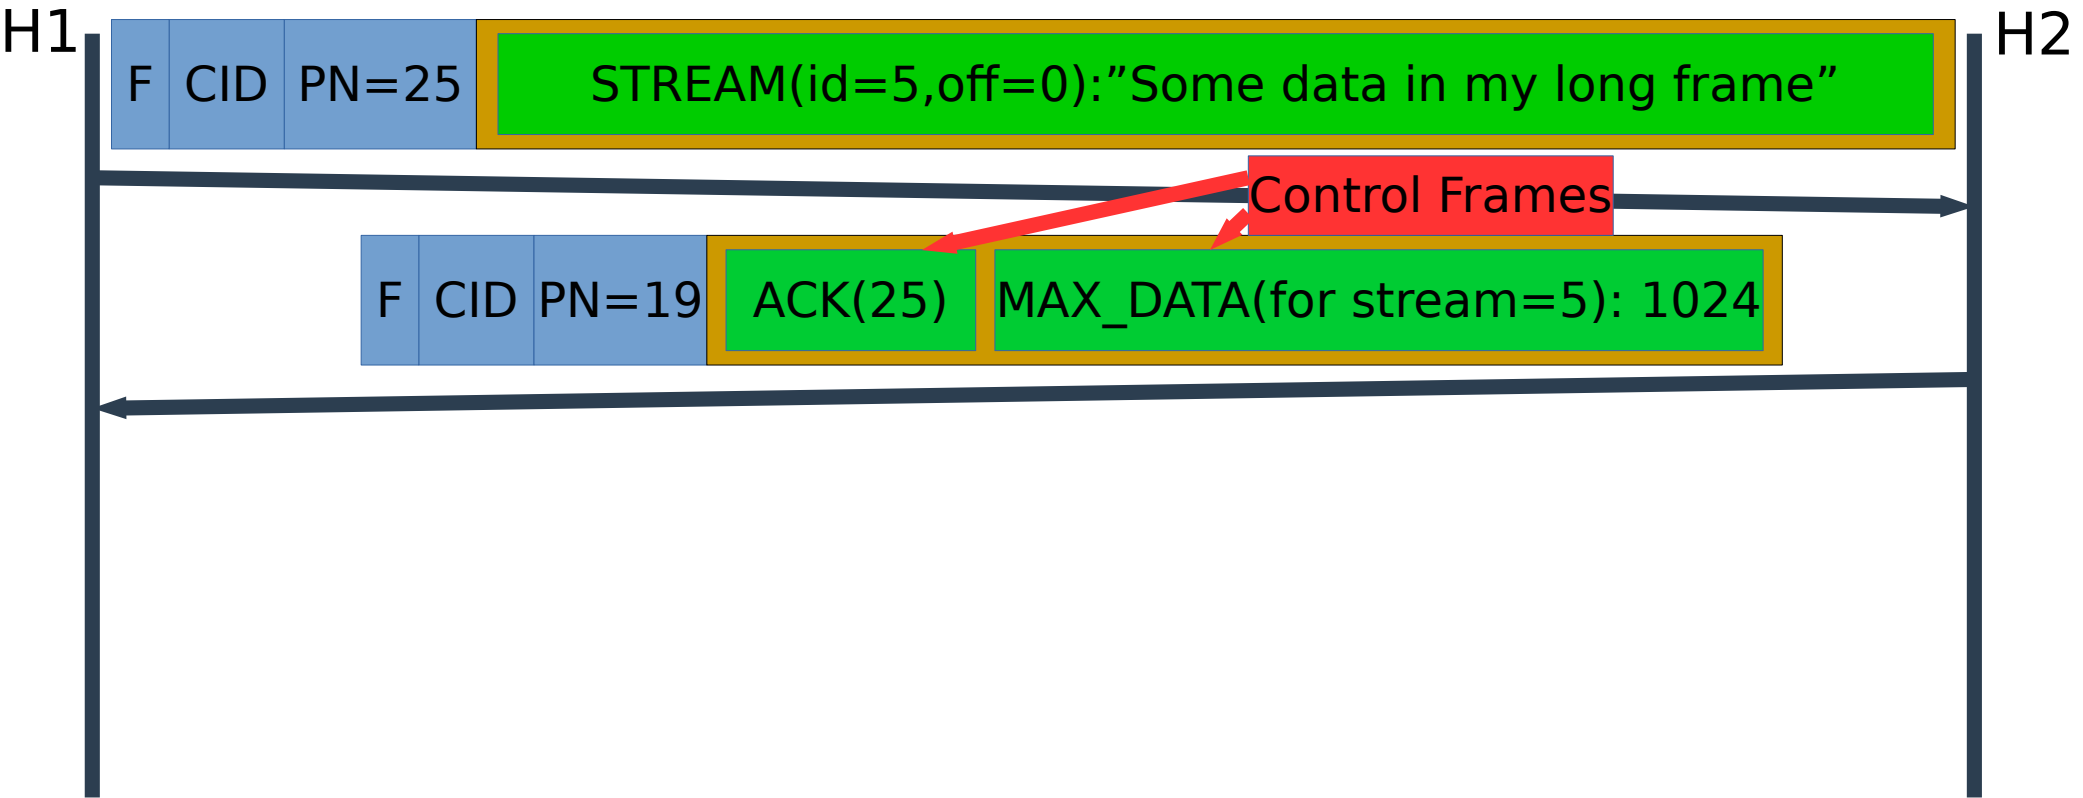 H1
H2
F CID PN=25 STREAM(id=5,off=0):”Some data in my long frame”
Control Frames
F CID PN=19 ACK(25) MAX_DATA(for stream=5): 1024